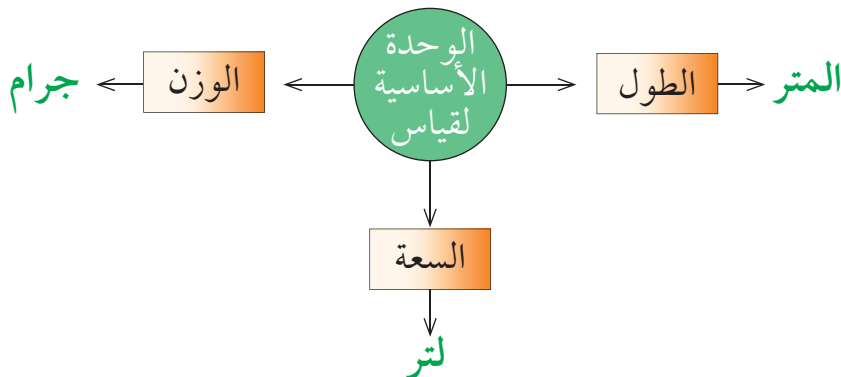 الوحدة
الأساسية
لقياس
الطول
المتر
الوزن
جرام
السعة
لتر